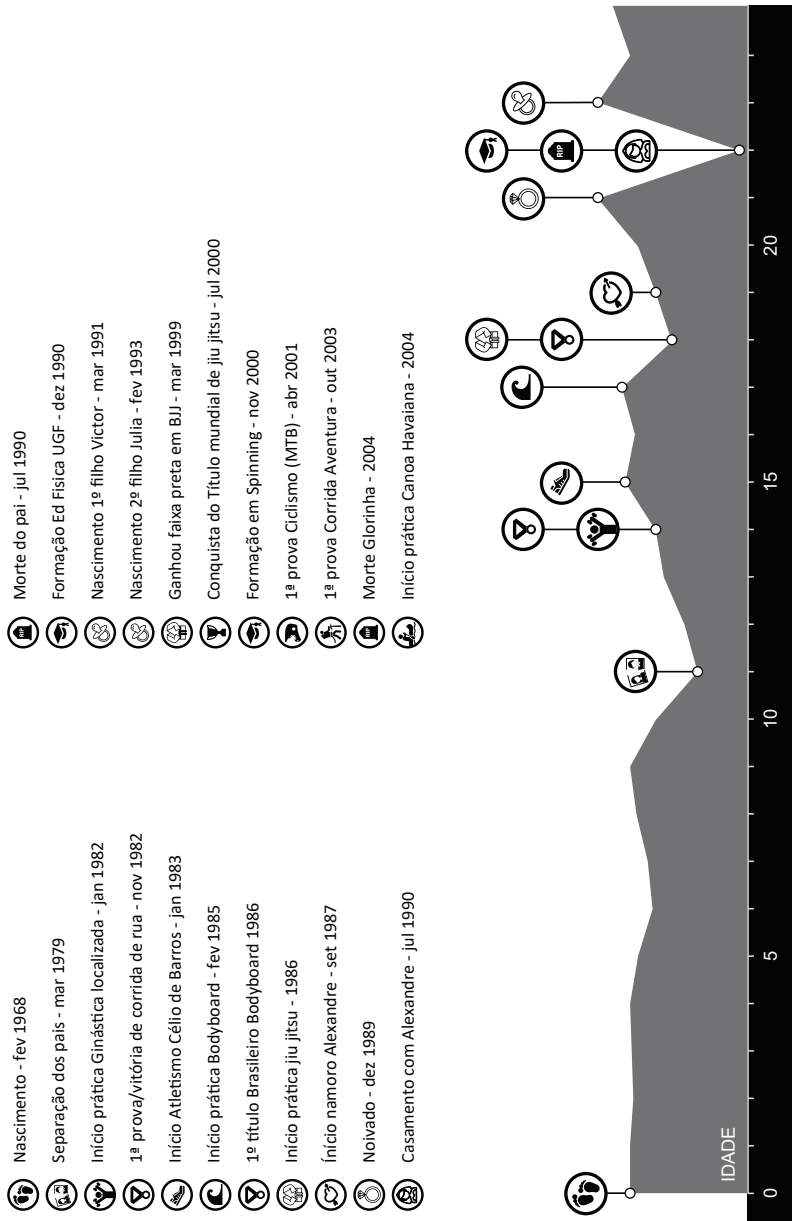 Nascimento - fev 1968
Separação dos pais - mar 1979
Início prática Ginástica localizada - jan 1982
1ª prova/vitória de corrida de rua - nov 1982
Início Atletismo Célio de Barros - jan 1983
Início prática Bodyboard - fev 1985
1º título Brasileiro Bodyboard 1986
Início prática jiu jitsu - 1986
Ínício namoro Alexandre - set 1987
Noivado - dez 1989
Casamento com Alexandre - jul 1990
RIP Morte do pai - jul 1990
Formação Ed Fisica UGF - dez 1990
Nascimento 1º filho Victor - mar 1991
Nascimento 2º filho Julia - fev 1993
Ganhou faixa preta em BJJ - mar 1999
Conquista do Título mundial de jiu jitsu - jul 2000
Formação em Spinning - nov 2000
1ª prova Ciclismo (MTB) - abr 2001
1ª prova Corrida Aventura - out 2003
RIP Morte Glorinha - 2004
Início prática Canoa Havaiana - 2004
RIP
IDADE
0 5 10 15 20